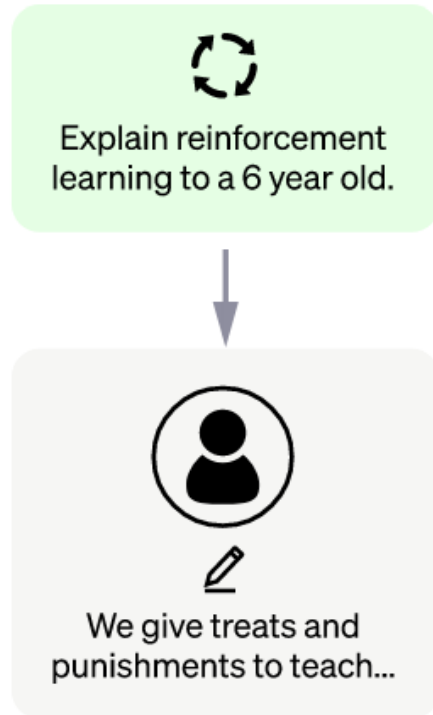 Explain reinforcement
learning to a 6 year old.
We give treats and
punishments to teach...